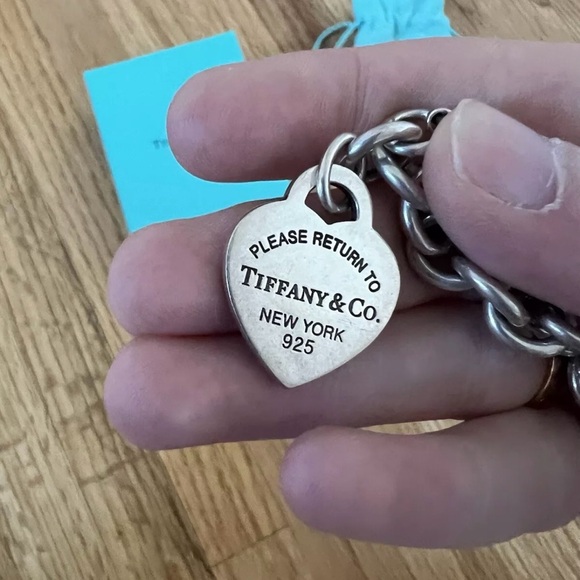 PLEASE RETURN TO
TIFFANY & CO.
NEW YORK
925